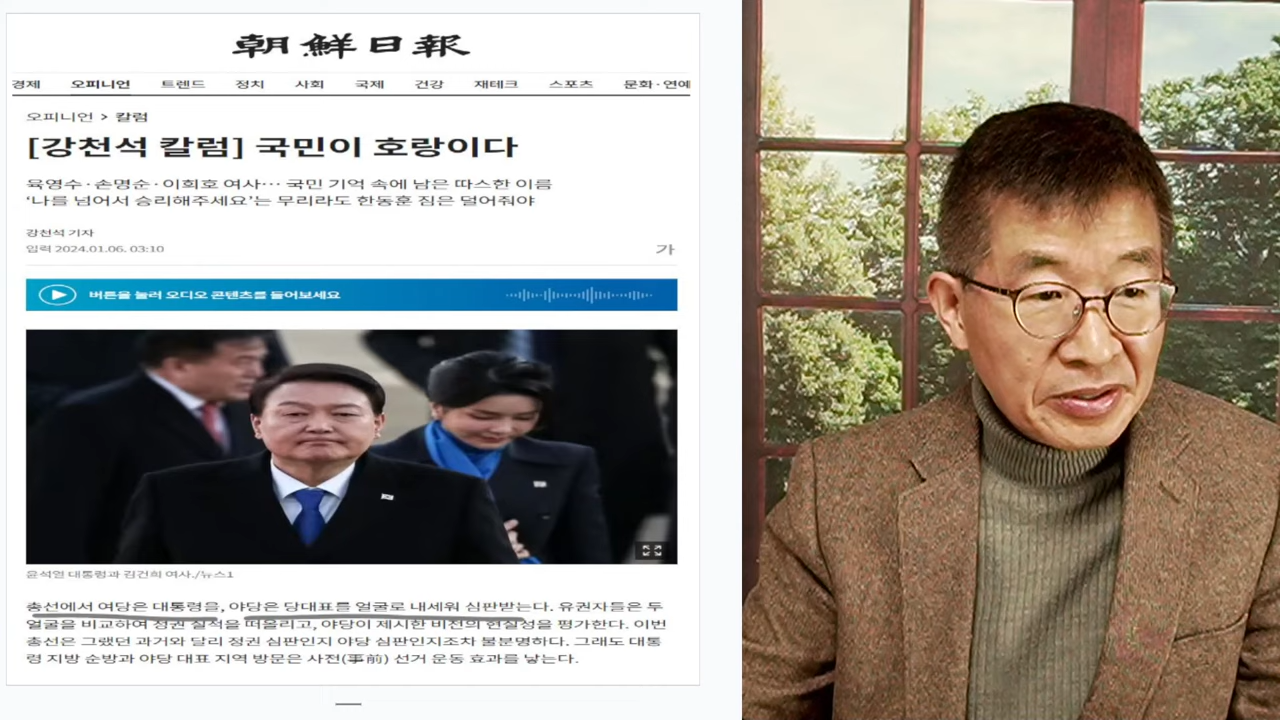 朝鮮日報
경제 오피니언 트렌드 정치 사회 국제 건강 재테크 스포츠 문화·연예
오피니언 > 칼럼
[강천석 칼럼] 국민이 호랑이다
육영수·손명순·이희호 여사… 국민 기억 속에 남은 따스한 이름
‘나를 넘어서 승리해주세요’는 무리라도 한동훈 짐은 덜어줘야
강천석 기자
입력 2024.01.06. 03:10
가
버튼을 눌러 오디오 콘텐츠를 들어보세요
윤석열 대통령과 김건희 여사./뉴스1
총선에서 여당은 대통령을, 야당은 당대표를 얼굴로 내세워 심판받는다. 유권자들은 두
얼굴을 비교하여 정권 실적을 떠올리고, 야당이 제시한 비전의 현실성을 평가한다. 이번
총선은 그랬던 과거와 달리 정권 심판인지 야당 심판인지조차 불분명하다. 그래도 대통
령 지방 순방과 야당 대표 지역 방문은 사전(事前) 선거 운동 효과를 낳는다.